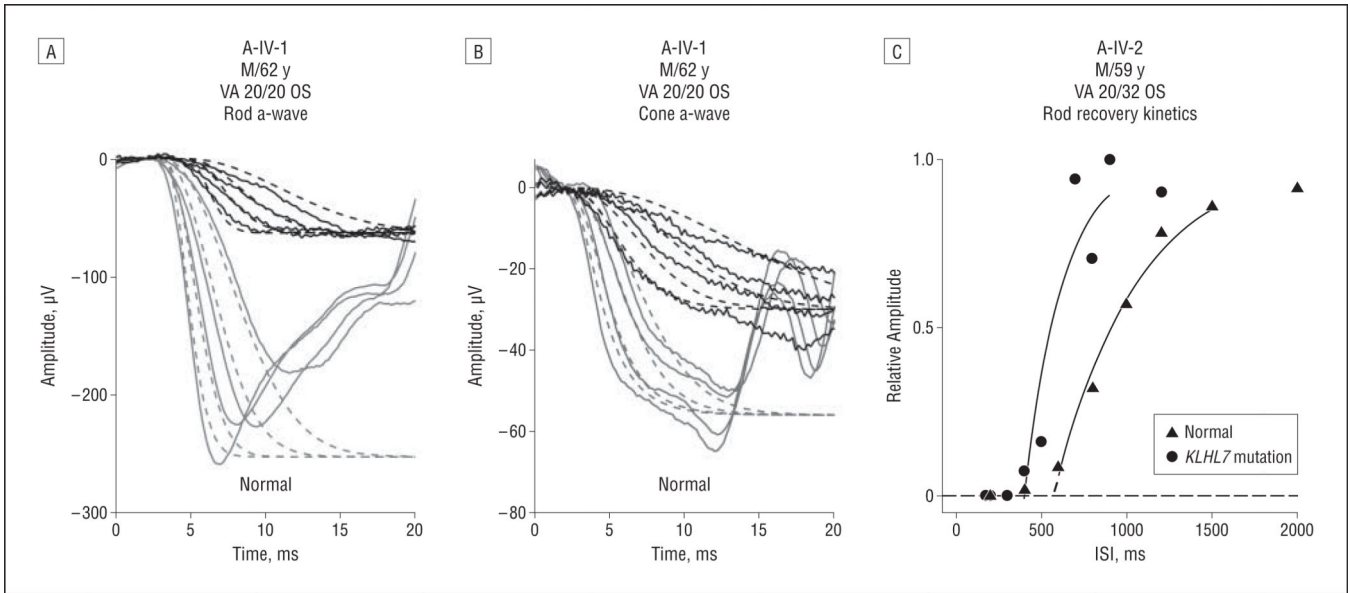 A
A-IV-1
M/62 y
VA 20/20 OS
Rod a-wave
0
−100
−200
−300
Amplitude, μV
Normal
0
5
10
15
20
Time, ms
B
A-IV-1
M/62 y
VA 20/20 OS
Cone a-wave
0
−20
−40
−60
−80
Amplitude, μV
Normal
0
5
10
15
20
Time, ms
C
A-IV-2
M/59 y
VA 20/32 OS
Rod recovery kinetics
1.0
0.5
0
Relative Amplitude
Normal
KLHL7 mutation
0
500
1000
1500
2000
ISI, ms